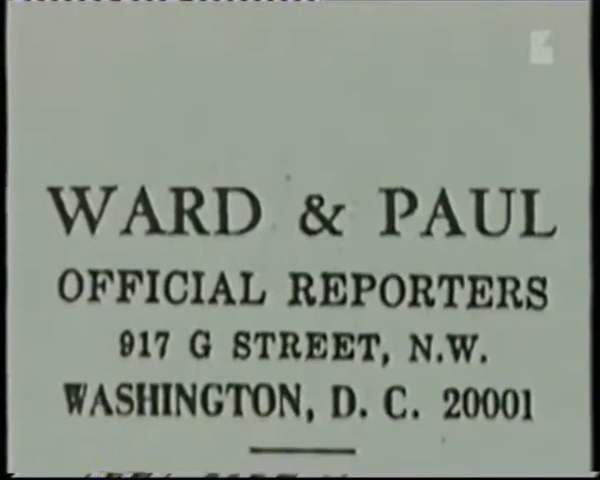 WARD & PAUL
OFFICIAL REPORTERS
917 G STREET, N.W.
WASHINGTON, D. C. 20001